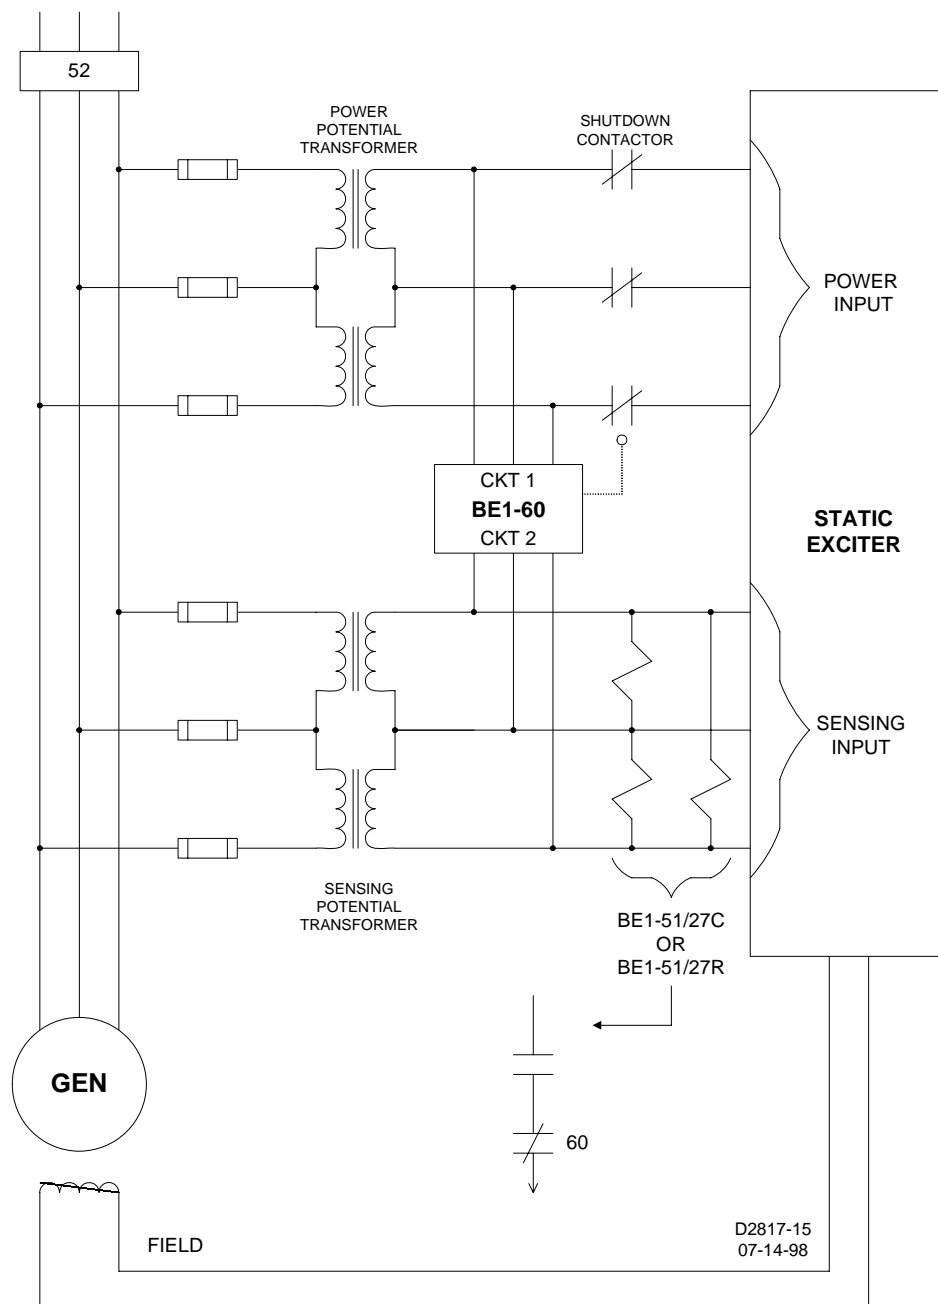 52
POWER
POTENTIAL
TRANSFORMER
SHUTDOWN
CONTACTOR
POWER
INPUT
CKT 1
BE1-60
CKT 2
STATIC
EXCITER
SENSING
INPUT
SENSING
POTENTIAL
TRANSFORMER
BE1-51/27C
OR
BE1-51/27R
GEN
60
FIELD
D2817-15
07-14-98